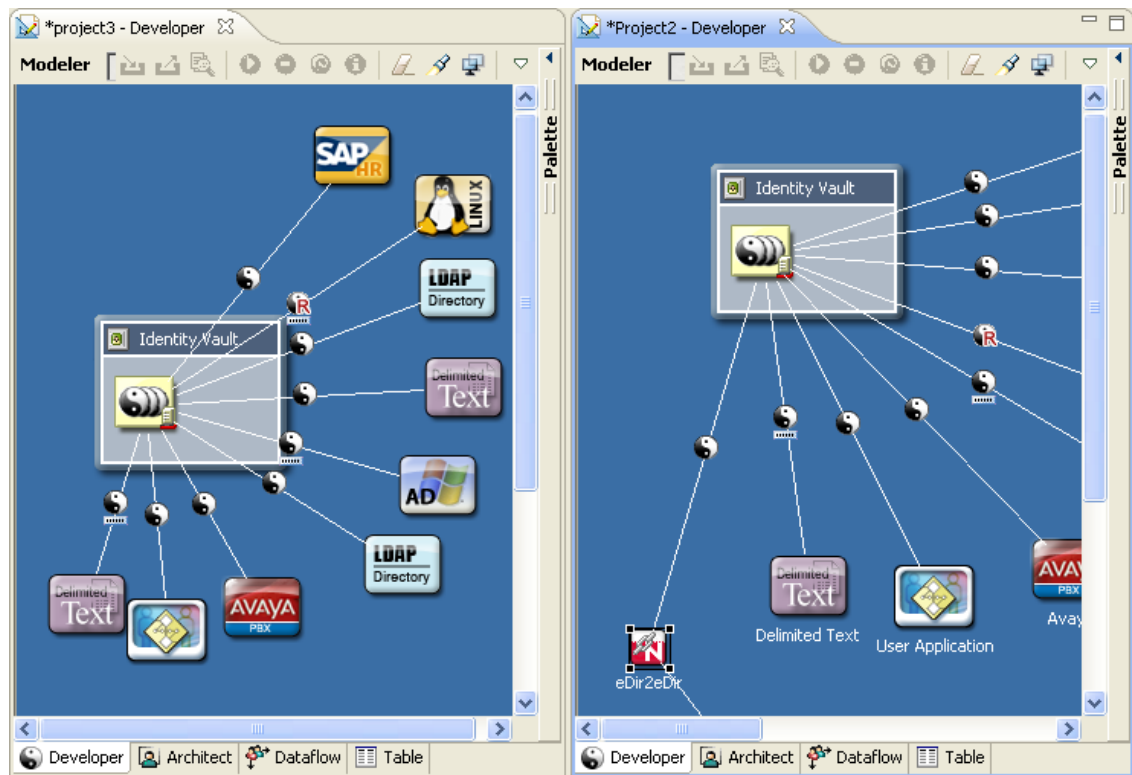 *project3 - Developer
Modeler
Palette
SAP HR
LINUX
LDAP
Directory
Identity Vault
Delimited
Text
AD
LDAP
Directory
Delimited
Text
AVAYA
PBX
Developer
Architect
Dataflow
Table
*Project2 - Developer
Modeler
Palette
Identity Vault
R
R
Delimited
Text
Delimited Text
User Application
AVAY
PBX
Avay
N
eDir2eDir
Developer
Architect
Dataflow
Table